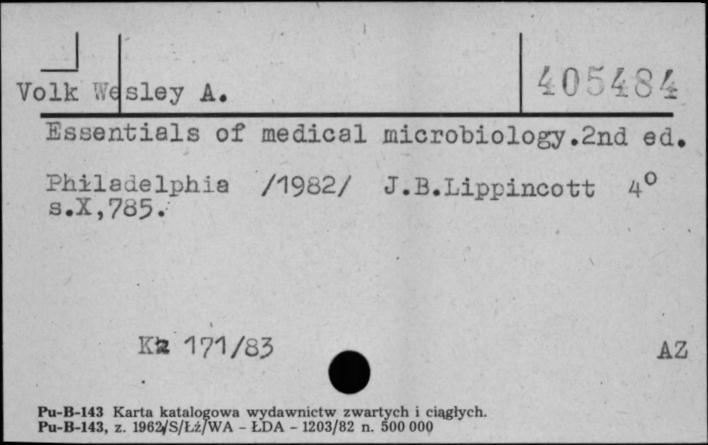 405484
Volk Wesley A.
Essentials of medical microbiology.2nd ed.
Philadelphia /1982/ J.B.Lippincott 4°
s.X,785.
171/83
AZ
Pu-B-143 Karta katalogowa wydawnictw zwartych i ciągłych.
Pu-B-143, z. 1962/S/Łż/WA - ŁDA - 1203/82 n. 500 000